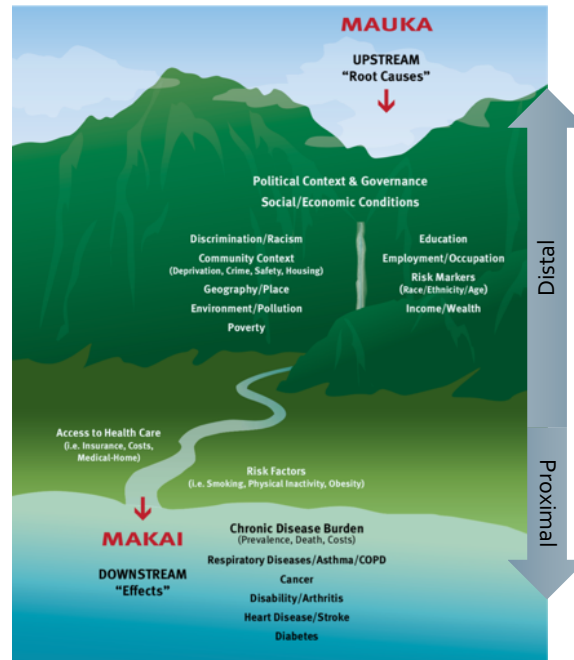 MAUKA
UPSTREAM
“Root Causes”
Political Context & Governance
Social/Economic Conditions
Discrimination/Racism
Community Context
(Deprivation, Crime, Safety, Housing)
Geography/Place
Environment/Pollution
Poverty
Education
Employment/Occupation
Risk Markers
(Race/Ethnicity/Age)
Income/Wealth
Distal
Access to Health Care
(i.e. Insurance, Costs,
Medical-Home)
Risk Factors
(i.e. Smoking, Physical Inactivity, Obesity)
Proximal
MAKAI
DOWNSTREAM
“Effects”
Chronic Disease Burden
(Prevalence, Death, Costs)
Respiratory Diseases/Asthma/COPD
Cancer
Disability/Arthritis
Heart Disease/Stroke
Diabetes